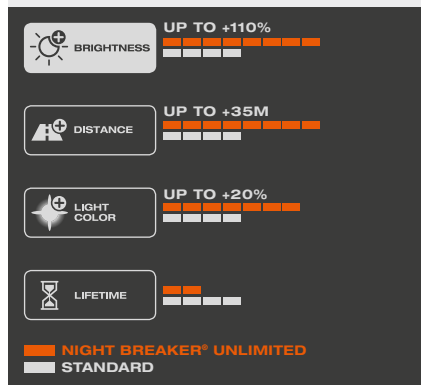 UP TO +110%
BRIGHTNESS
UP TO +35M
DISTANCE
UP TO +20%
LIGHT
COLOR
LIFETIME
NIGHT BREAKER® UNLIMITED
STANDARD